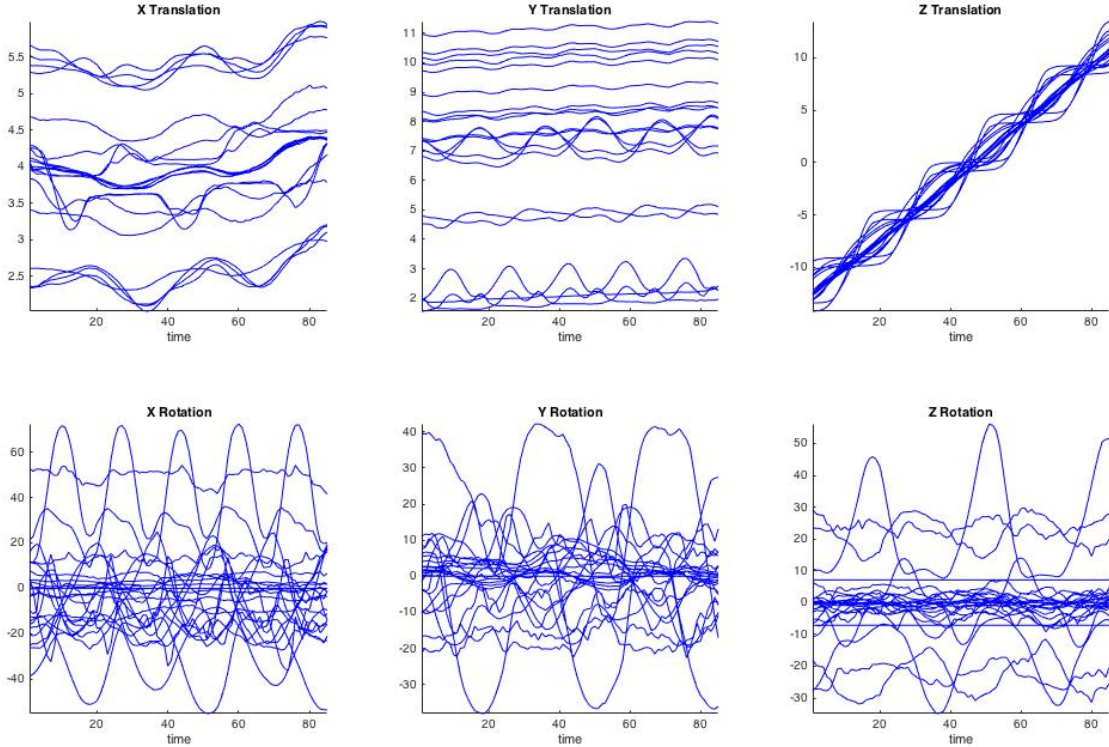 X Translation
5.5
5
4.5
4
3.5
3
2.5
20 40 60 80
time
Y Translation
11
10
9
8
7
6
5
4
3
2
20 40 60 80
time
Z Translation
10
5
0
-5
-10
20 40 60 80
time
X Rotation
60
40
20
0
-20
-40
20 40 60 80
time
Y Rotation
40
30
20
10
0
-10
-20
-30
20 40 60 80
time
Z Rotation
50
40
30
20
10
0
-10
-20
-30
20 40 60 80
time